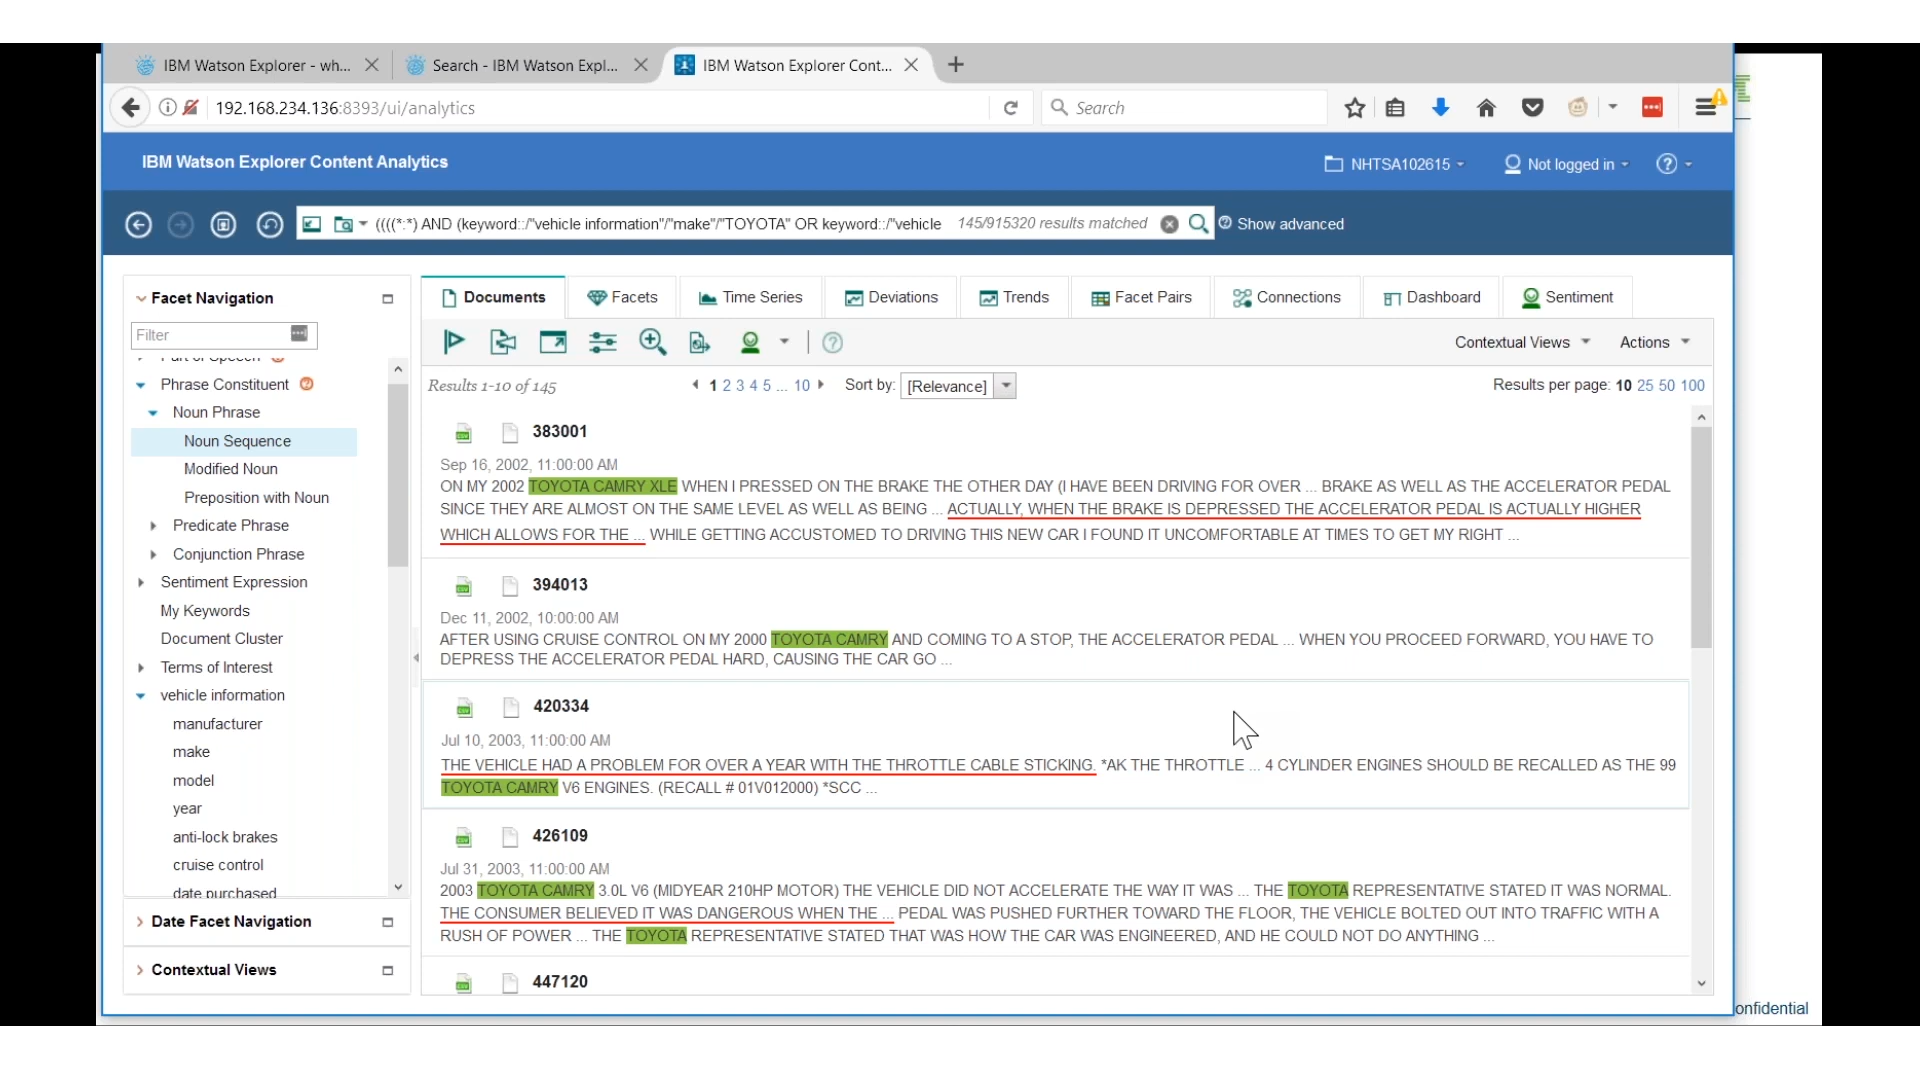 IBM Watson Explorer - wh...
Search - IBM Watson Expl...
IBM Watson Explorer Cont...
192.168.234.136:8393/ui/analytics
Search
IBM Watson Explorer Content Analytics
NHTSA102615
Not logged in
((((*:*) AND (keyword::/"vehicle information"/"make"/"TOYOTA" OR keyword::/"vehicle
145/915320 results matched
Show advanced
Facet Navigation
Filter
Part of Speech
Phrase Constituent
Noun Phrase
Noun Sequence
Modified Noun
Preposition with Noun
Predicate Phrase
Conjunction Phrase
Sentiment Expression
My Keywords
Document Cluster
Terms of Interest
vehicle information
manufacturer
make
model
year
anti-lock brakes
cruise control
date purchased
Date Facet Navigation
Contextual Views
Documents
Facets
Time Series
Deviations
Trends
Facet Pairs
Connections
Dashboard
Sentiment
Contextual Views
Actions
Results 1-10 of 145
1 2 3 4 5 ... 10
Sort by: [Relevance]
Results per page: 10 25 50 100
383001
Sep 16, 2002, 11:00:00 AM
ON MY 2002 TOYOTA CAMRY XLE WHEN I PRESSED ON THE BRAKE THE OTHER DAY (I HAVE BEEN DRIVING FOR OVER ... BRAKE AS WELL AS THE ACCELERATOR PEDAL
SINCE THEY ARE ALMOST ON THE SAME LEVEL AS WELL AS BEING ... ACTUALLY, WHEN THE BRAKE IS DEPRESSED THE ACCELERATOR PEDAL IS ACTUALLY HIGHER
WHICH ALLOWS FOR THE ... WHILE GETTING ACCUSTOMED TO DRIVING THIS NEW CAR I FOUND IT UNCOMFORTABLE AT TIMES TO GET MY RIGHT ...
394013
Dec 11, 2002, 10:00:00 AM
AFTER USING CRUISE CONTROL ON MY 2000 TOYOTA CAMRY AND COMING TO A STOP, THE ACCELERATOR PEDAL ... WHEN YOU PROCEED FORWARD, YOU HAVE TO
DEPRESS THE ACCELERATOR PEDAL HARD, CAUSING THE CAR GO ...
420334
Jul 10, 2003, 11:00:00 AM
THE VEHICLE HAD A PROBLEM FOR OVER A YEAR WITH THE THROTTLE CABLE STICKING. *AK THE THROTTLE ... 4 CYLINDER ENGINES SHOULD BE RECALLED AS THE 99
TOYOTA CAMRY V6 ENGINES. (RECALL # 01V012000) *SCC ...
426109
Jul 31, 2003, 11:00:00 AM
2003 TOYOTA CAMRY 3.0L V6 (MIDYEAR 210HP MOTOR) THE VEHICLE DID NOT ACCELERATE THE WAY IT WAS ... THE TOYOTA REPRESENTATIVE STATED IT WAS NORMAL.
THE CONSUMER BELIEVED IT WAS DANGEROUS WHEN THE ... PEDAL WAS PUSHED FURTHER TOWARD THE FLOOR, THE VEHICLE BOLTED OUT INTO TRAFFIC WITH A
RUSH OF POWER ... THE TOYOTA REPRESENTATIVE STATED THAT WAS HOW THE CAR WAS ENGINEERED, AND HE COULD NOT DO ANYTHING ...
447120
onfidential